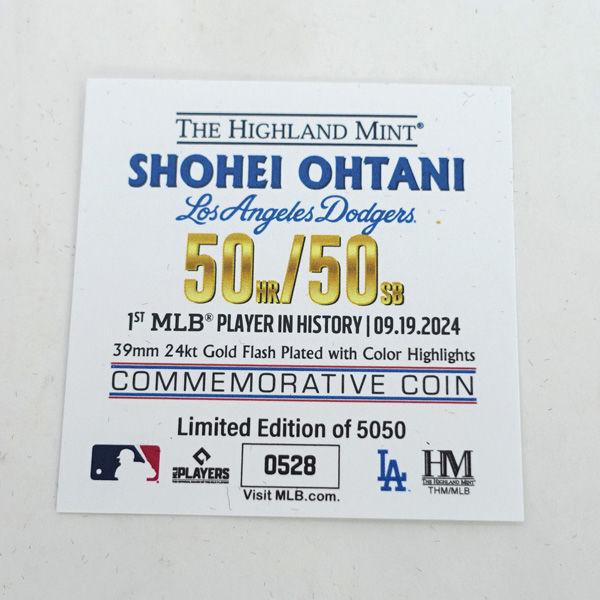 THE HIGHLAND MINT®
SHOHEI OHTANI
Los Angeles Dodgers
50HR/50SB
1ST MLB® PLAYER IN HISTORY | 09.19.2024
39mm 24kt Gold Flash Plated with Color Highlights
COMMEMORATIVE COIN
Limited Edition of 5050
MLB PLAYERS
0528
LA
HM
THE HIGHLAND MINT
THM/MLB
Visit MLB.com.